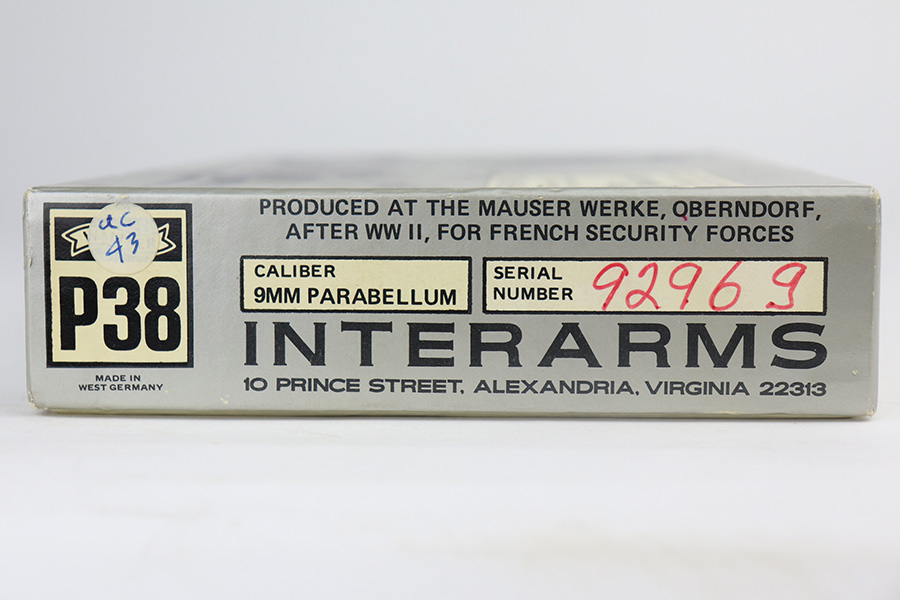 ac
43
P38
MADE IN
WEST GERMANY
PRODUCED AT THE MAUSER WERKE, OBERNDORF,
AFTER WW II, FOR FRENCH SECURITY FORCES
CALIBER
9MM PARABELLUM
SERIAL
NUMBER 92969
INTERARMS
10 PRINCE STREET, ALEXANDRIA, VIRGINIA 22313